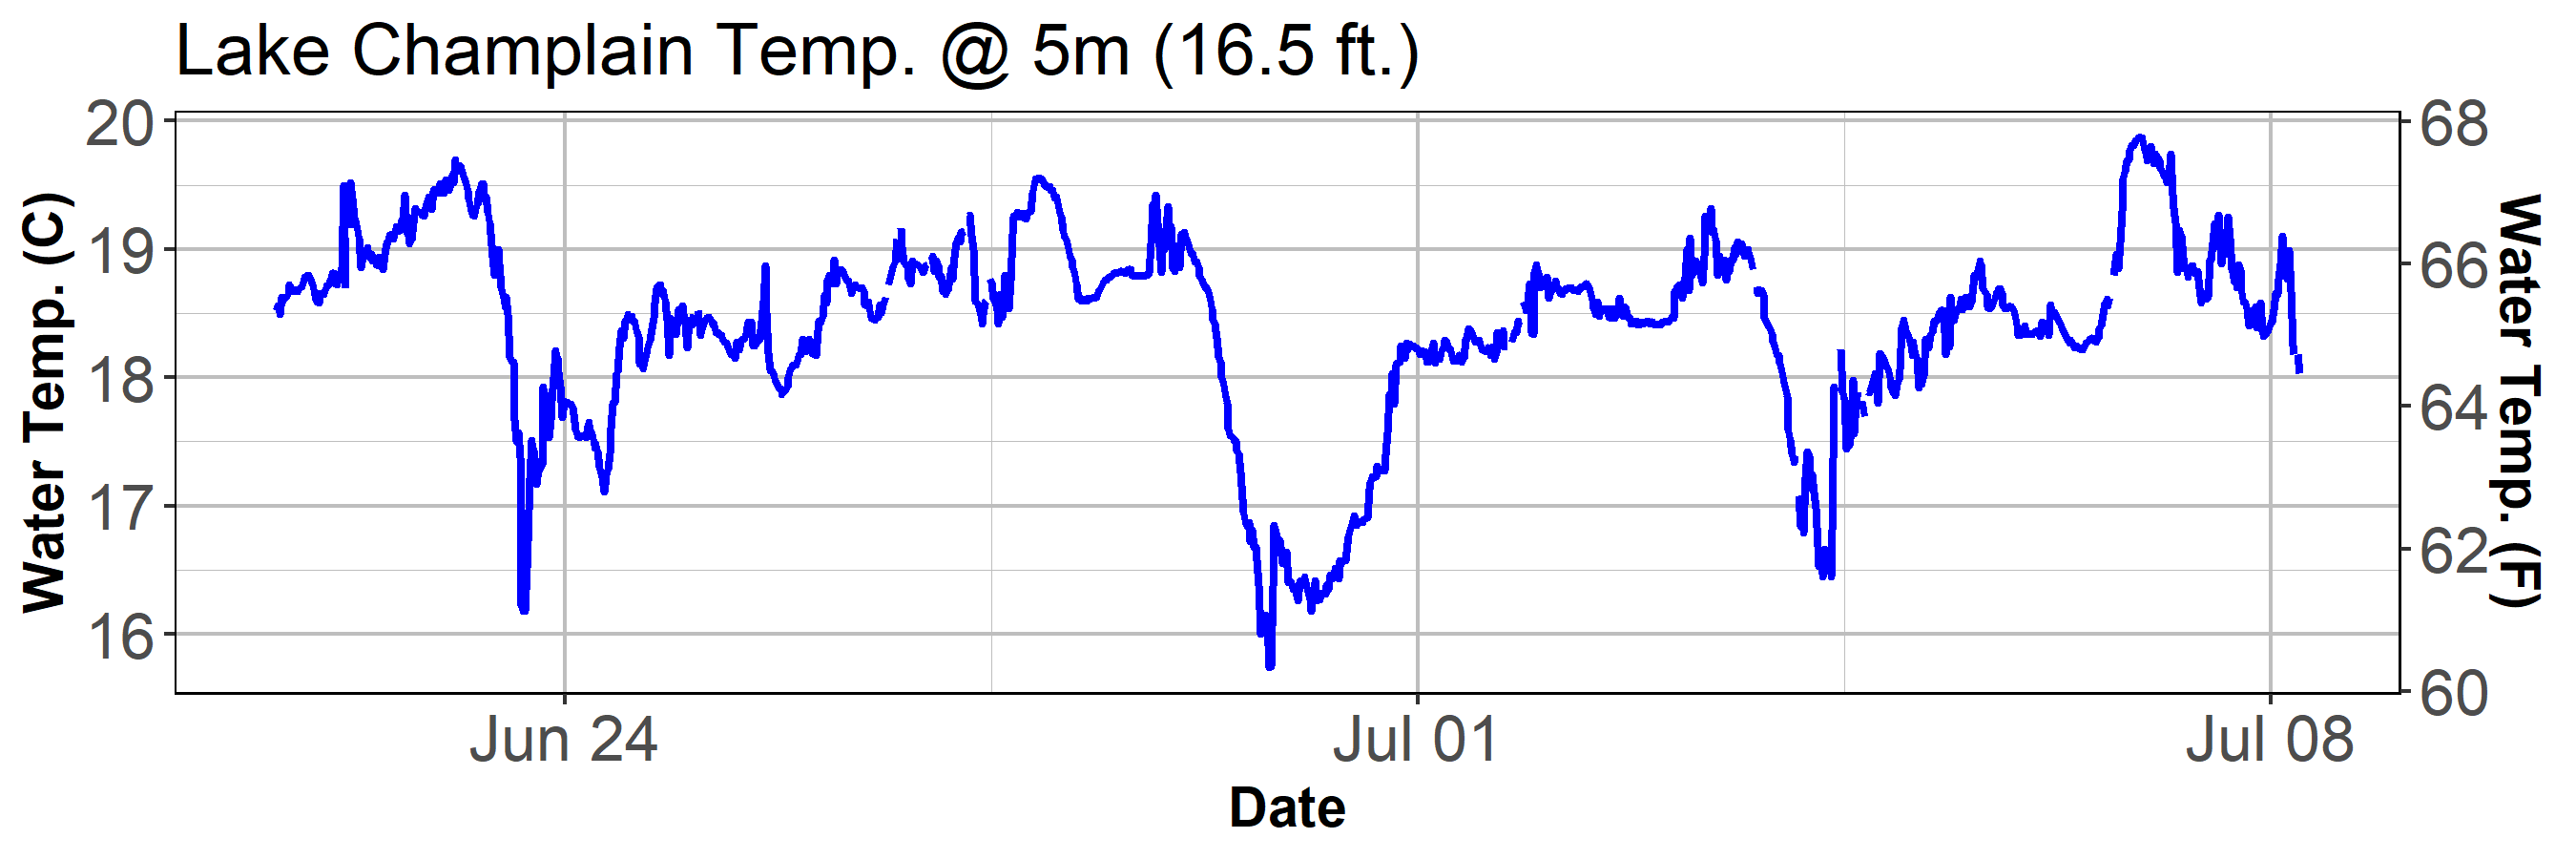 Lake Champlain Temp. @ 5m (16.5 ft.)
Water Temp. (C)
20
19
18
17
16
68
66
64
62
60
Water Temp. (F)
Jun 24
Jul 01
Jul 08
Date